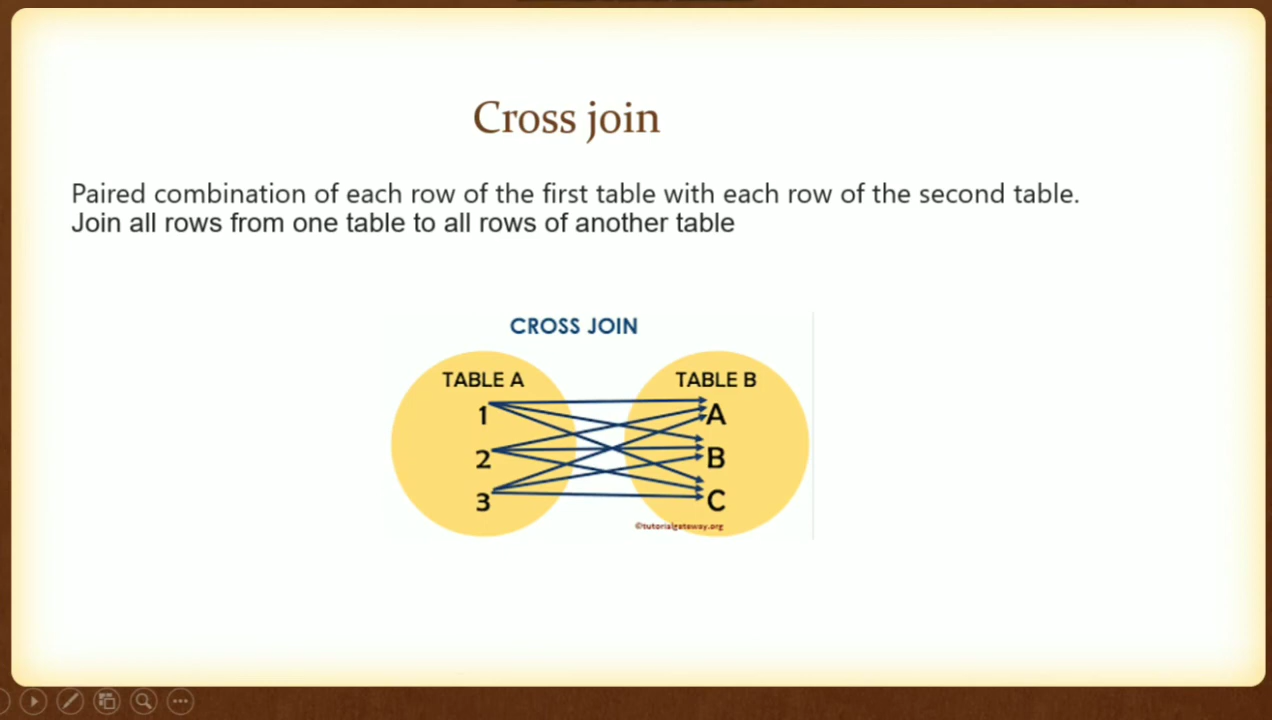 Cross join
Paired combination of each row of the first table with each row of the second table.
Join all rows from one table to all rows of another table
CROSS JOIN
TABLE A
TABLE B
1
A
2
B
3
C
©tutorialgateway.org